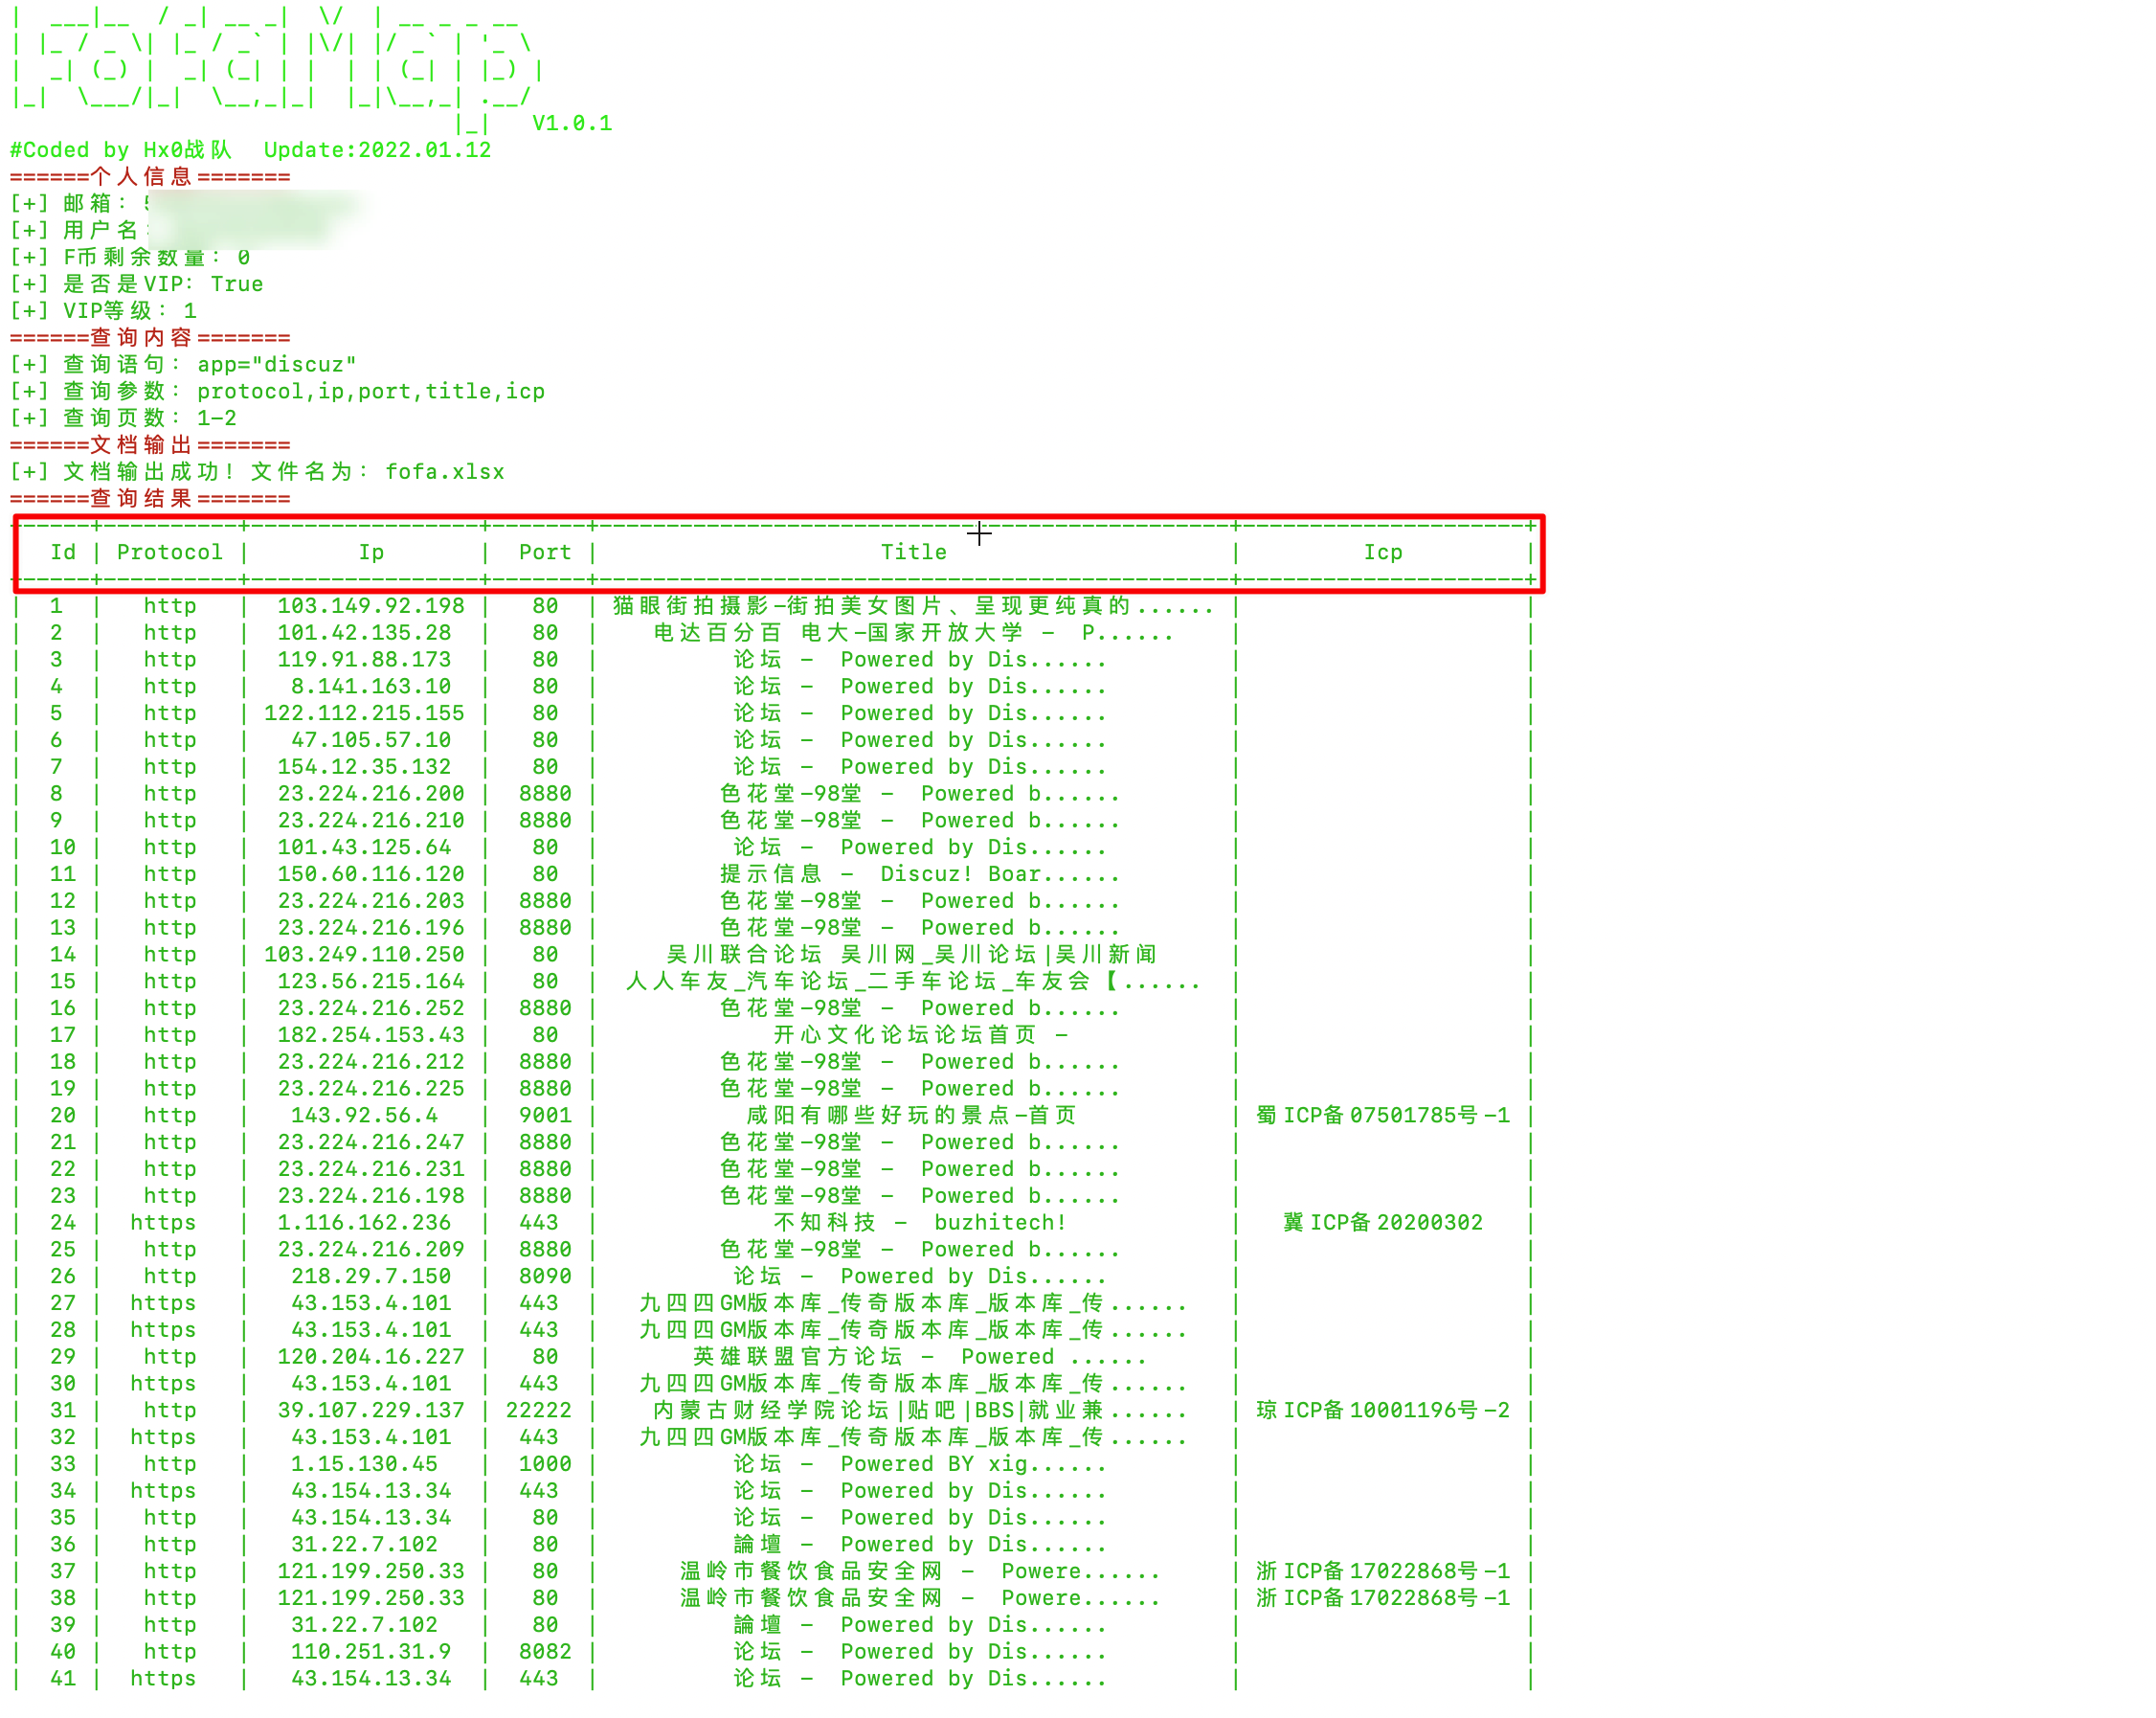 FofaMap
V1.0.1
#Coded by Hx0战队  Update:2022.01.12
======个人信息=======
[+] 邮箱:
[+] 用户名:
[+] F币剩余数量: 0
[+] 是否是VIP: True
[+] VIP等级: 1
======查询内容=======
[+] 查询语句: app="discuz"
[+] 查询参数: protocol,ip,port,title,icp
[+] 查询页数: 1-2
======文档输出=======
[+] 文档输出成功! 文件名为: fofa.xlsx
======查询结果=======
| Id | Protocol | Ip | Port | Title | Icp |
| 1 | http | 103.149.92.198 | 80 | 猫眼街拍摄影-街拍美女图片、呈现更纯真的...... | |
| 2 | http | 101.42.135.28 | 80 | 电达百分百 电大-国家开放大学 -  P...... | |
| 3 | http | 119.91.88.173 | 80 | 论坛 -  Powered by Dis...... | |
| 4 | http | 8.141.163.10 | 80 | 论坛 -  Powered by Dis...... | |
| 5 | http | 122.112.215.155 | 80 | 论坛 -  Powered by Dis...... | |
| 6 | http | 47.105.57.10 | 80 | 论坛 -  Powered by Dis...... | |
| 7 | http | 154.12.35.132 | 80 | 论坛 -  Powered by Dis...... | |
| 8 | http | 23.224.216.200 | 8880 | 色花堂-98堂 -  Powered b...... | |
| 9 | http | 23.224.216.210 | 8880 | 色花堂-98堂 -  Powered b...... | |
| 10 | http | 101.43.125.64 | 80 | 论坛 -  Powered by Dis...... | |
| 11 | http | 150.60.116.120 | 80 | 提示信息 -  Discuz! Boar...... | |
| 12 | http | 23.224.216.203 | 8880 | 色花堂-98堂 -  Powered b...... | |
| 13 | http | 23.224.216.196 | 8880 | 色花堂-98堂 -  Powered b...... | |
| 14 | http | 103.249.110.250 | 80 | 吴川联合论坛 吴川网_吴川论坛|吴川新闻 | |
| 15 | http | 123.56.215.164 | 80 | 人人车友_汽车论坛_二手车论坛_车友会【...... | |
| 16 | http | 23.224.216.252 | 8880 | 色花堂-98堂 -  Powered b...... | |
| 17 | http | 182.254.153.43 | 80 | 开心文化论坛论坛首页 - | |
| 18 | http | 23.224.216.212 | 8880 | 色花堂-98堂 -  Powered b...... | |
| 19 | http | 23.224.216.225 | 8880 | 色花堂-98堂 -  Powered b...... | |
| 20 | http | 143.92.56.4 | 9001 | 咸阳有哪些好玩的景点-首页 | 蜀ICP备07501785号-1 |
| 21 | http | 23.224.216.247 | 8880 | 色花堂-98堂 -  Powered b...... | |
| 22 | http | 23.224.216.231 | 8880 | 色花堂-98堂 -  Powered b...... | |
| 23 | http | 23.224.216.198 | 8880 | 色花堂-98堂 -  Powered b...... | |
| 24 | https | 1.116.162.236 | 443 | 不知科技 -  buzhitech! | 冀ICP备20200302 |
| 25 | http | 23.224.216.209 | 8880 | 色花堂-98堂 -  Powered b...... | |
| 26 | http | 218.29.7.150 | 8090 | 论坛 -  Powered by Dis...... | |
| 27 | https | 43.153.4.101 | 443 | 九四四GM版本库_传奇版本库_版本库_传...... | |
| 28 | https | 43.153.4.101 | 443 | 九四四GM版本库_传奇版本库_版本库_传...... | |
| 29 | http | 120.204.16.227 | 80 | 英雄联盟官方论坛 -  Powered ...... | |
| 30 | https | 43.153.4.101 | 443 | 九四四GM版本库_传奇版本库_版本库_传...... | |
| 31 | http | 39.107.229.137 | 22222 | 内蒙古财经学院论坛|贴吧|BBS|就业兼...... | 琼ICP备10001196号-2 |
| 32 | https | 43.153.4.101 | 443 | 九四四GM版本库_传奇版本库_版本库_传...... | |
| 33 | http | 1.15.130.45 | 1000 | 论坛 -  Powered BY xig...... | |
| 34 | https | 43.154.13.34 | 443 | 论坛 -  Powered by Dis...... | |
| 35 | http | 43.154.13.34 | 80 | 论坛 -  Powered by Dis...... | |
| 36 | http | 31.22.7.102 | 80 | 論壇 -  Powered by Dis...... | |
| 37 | http | 121.199.250.33 | 80 | 温岭市餐饮食品安全网 -  Powere...... | 浙ICP备17022868号-1 |
| 38 | http | 121.199.250.33 | 80 | 温岭市餐饮食品安全网 -  Powere...... | 浙ICP备17022868号-1 |
| 39 | http | 31.22.7.102 | 80 | 論壇 -  Powered by Dis...... | |
| 40 | http | 110.251.31.9 | 8082 | 论坛 -  Powered by Dis...... | |
| 41 | https | 43.154.13.34 | 443 | 论坛 -  Powered by Dis...... | |